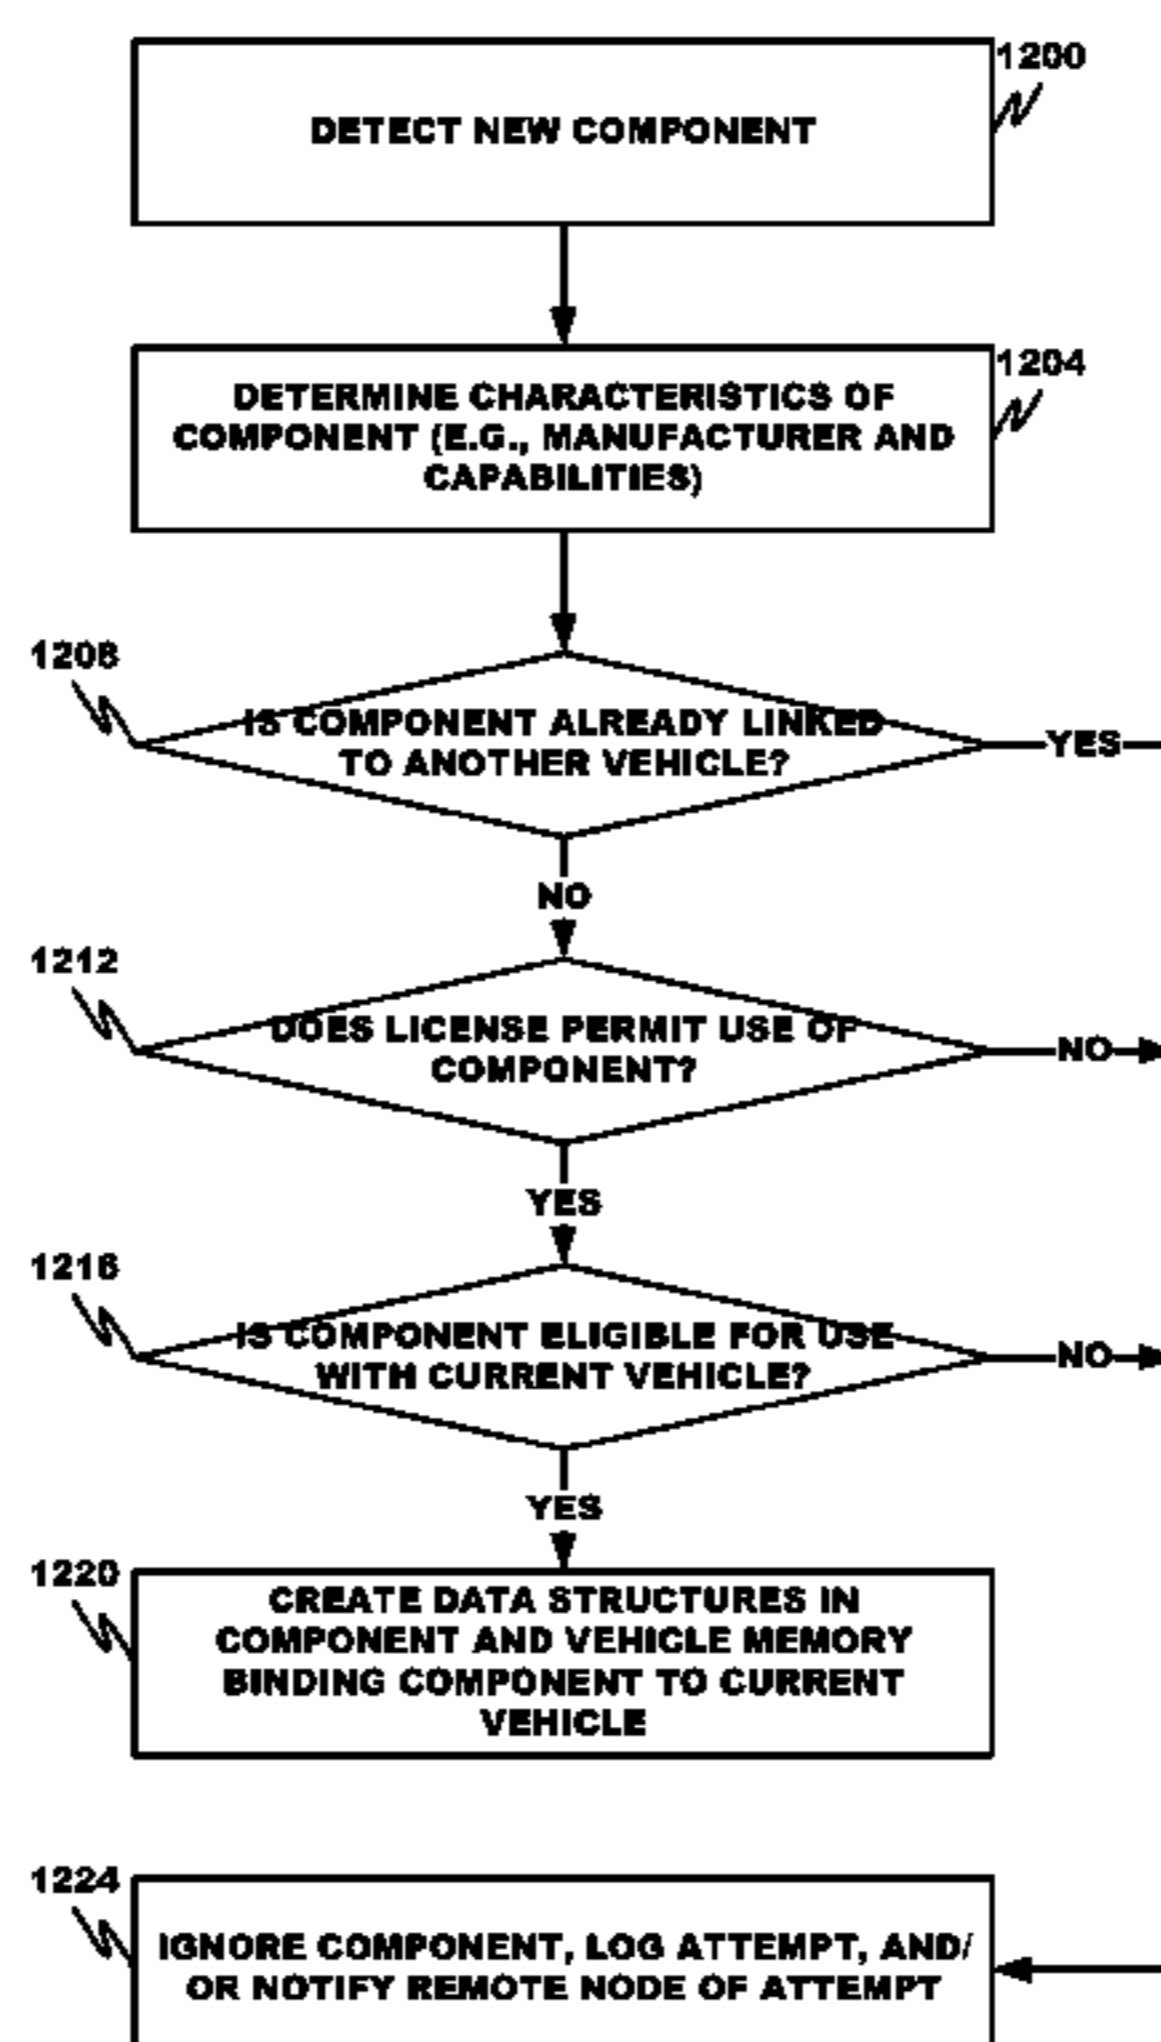 1200
DETECT NEW COMPONENT
1204
DETERMINE CHARACTERISTICS OF
COMPONENT (E.G., MANUFACTURER AND
CAPABILITIES)
1208
IS COMPONENT ALREADY LINKED
TO ANOTHER VEHICLE?
YES
NO
1212
DOES LICENSE PERMIT USE OF
COMPONENT?
NO
YES
1216
IS COMPONENT ELIGIBLE FOR USE
WITH CURRENT VEHICLE?
NO
YES
1220
CREATE DATA STRUCTURES IN
COMPONENT AND VEHICLE MEMORY
BINDING COMPONENT TO CURRENT
VEHICLE
1224
IGNORE COMPONENT, LOG ATTEMPT, AND/
OR NOTIFY REMOTE NODE OF ATTEMPT